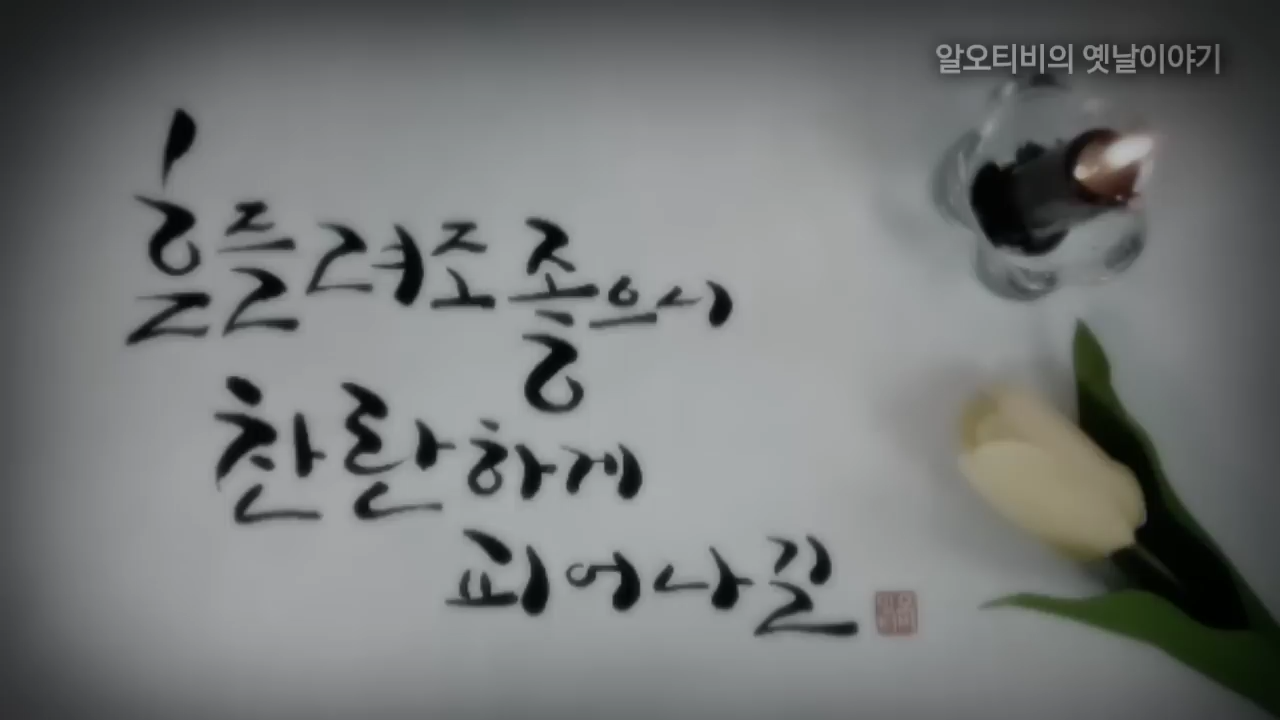 알오티비의 옛날이야기
흔들려조 좋으니
찬란하게
피어나길